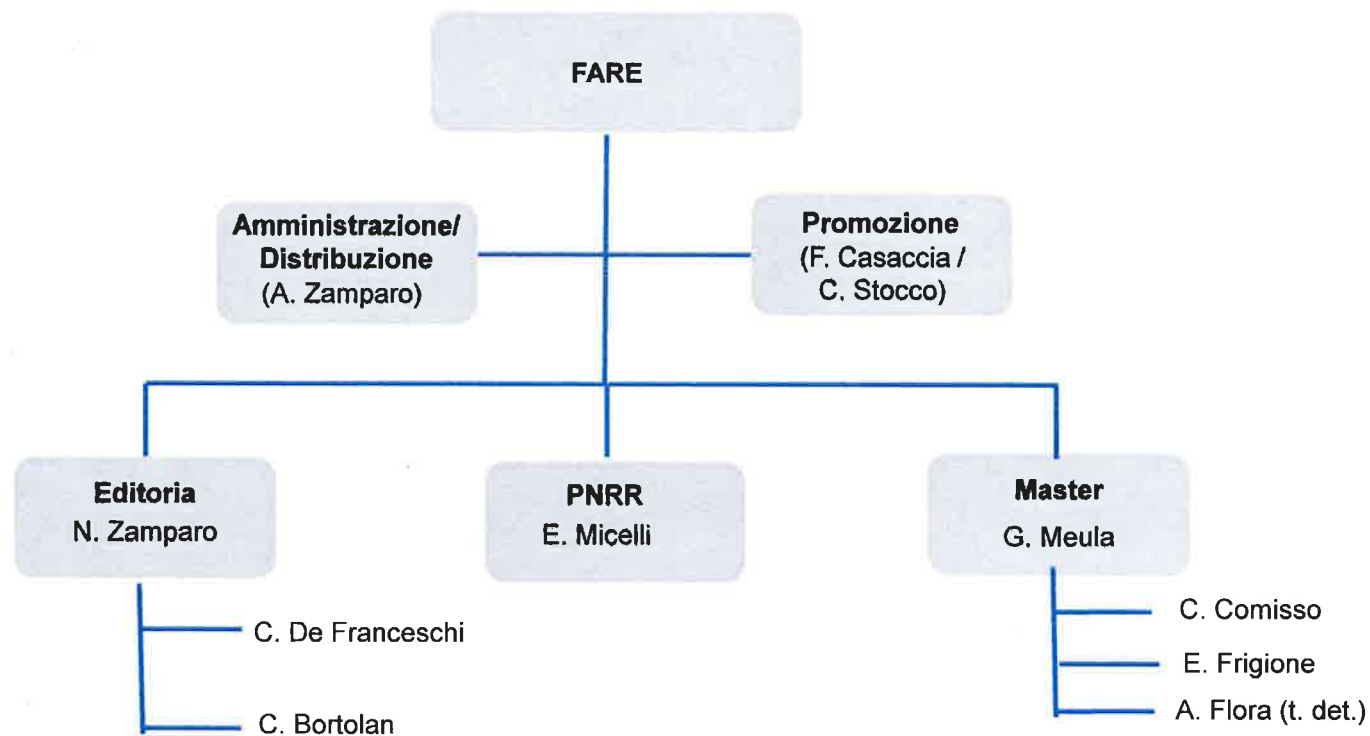 FARE
Amministrazione/
Distribuzione
(A. Zamparo)
Promozione
(F. Casaccia /
C. Stocco)
Editoria
N. Zamparo
PNRR
E. Micelli
Master
G. Meula
C. De Franceschi
C. Bortolan
C. Comisso
E. Frigione
A. Flora (t. det.)